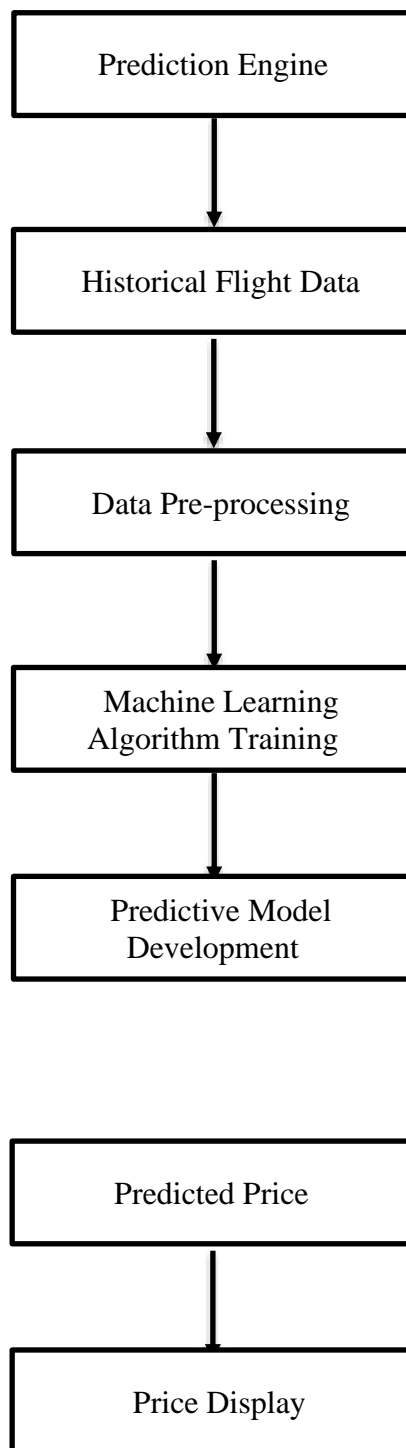 Prediction Engine
Historical Flight Data
Data Pre-processing
Machine Learning
Algorithm Training
Predictive Model
Development
Predicted Price
Price Display